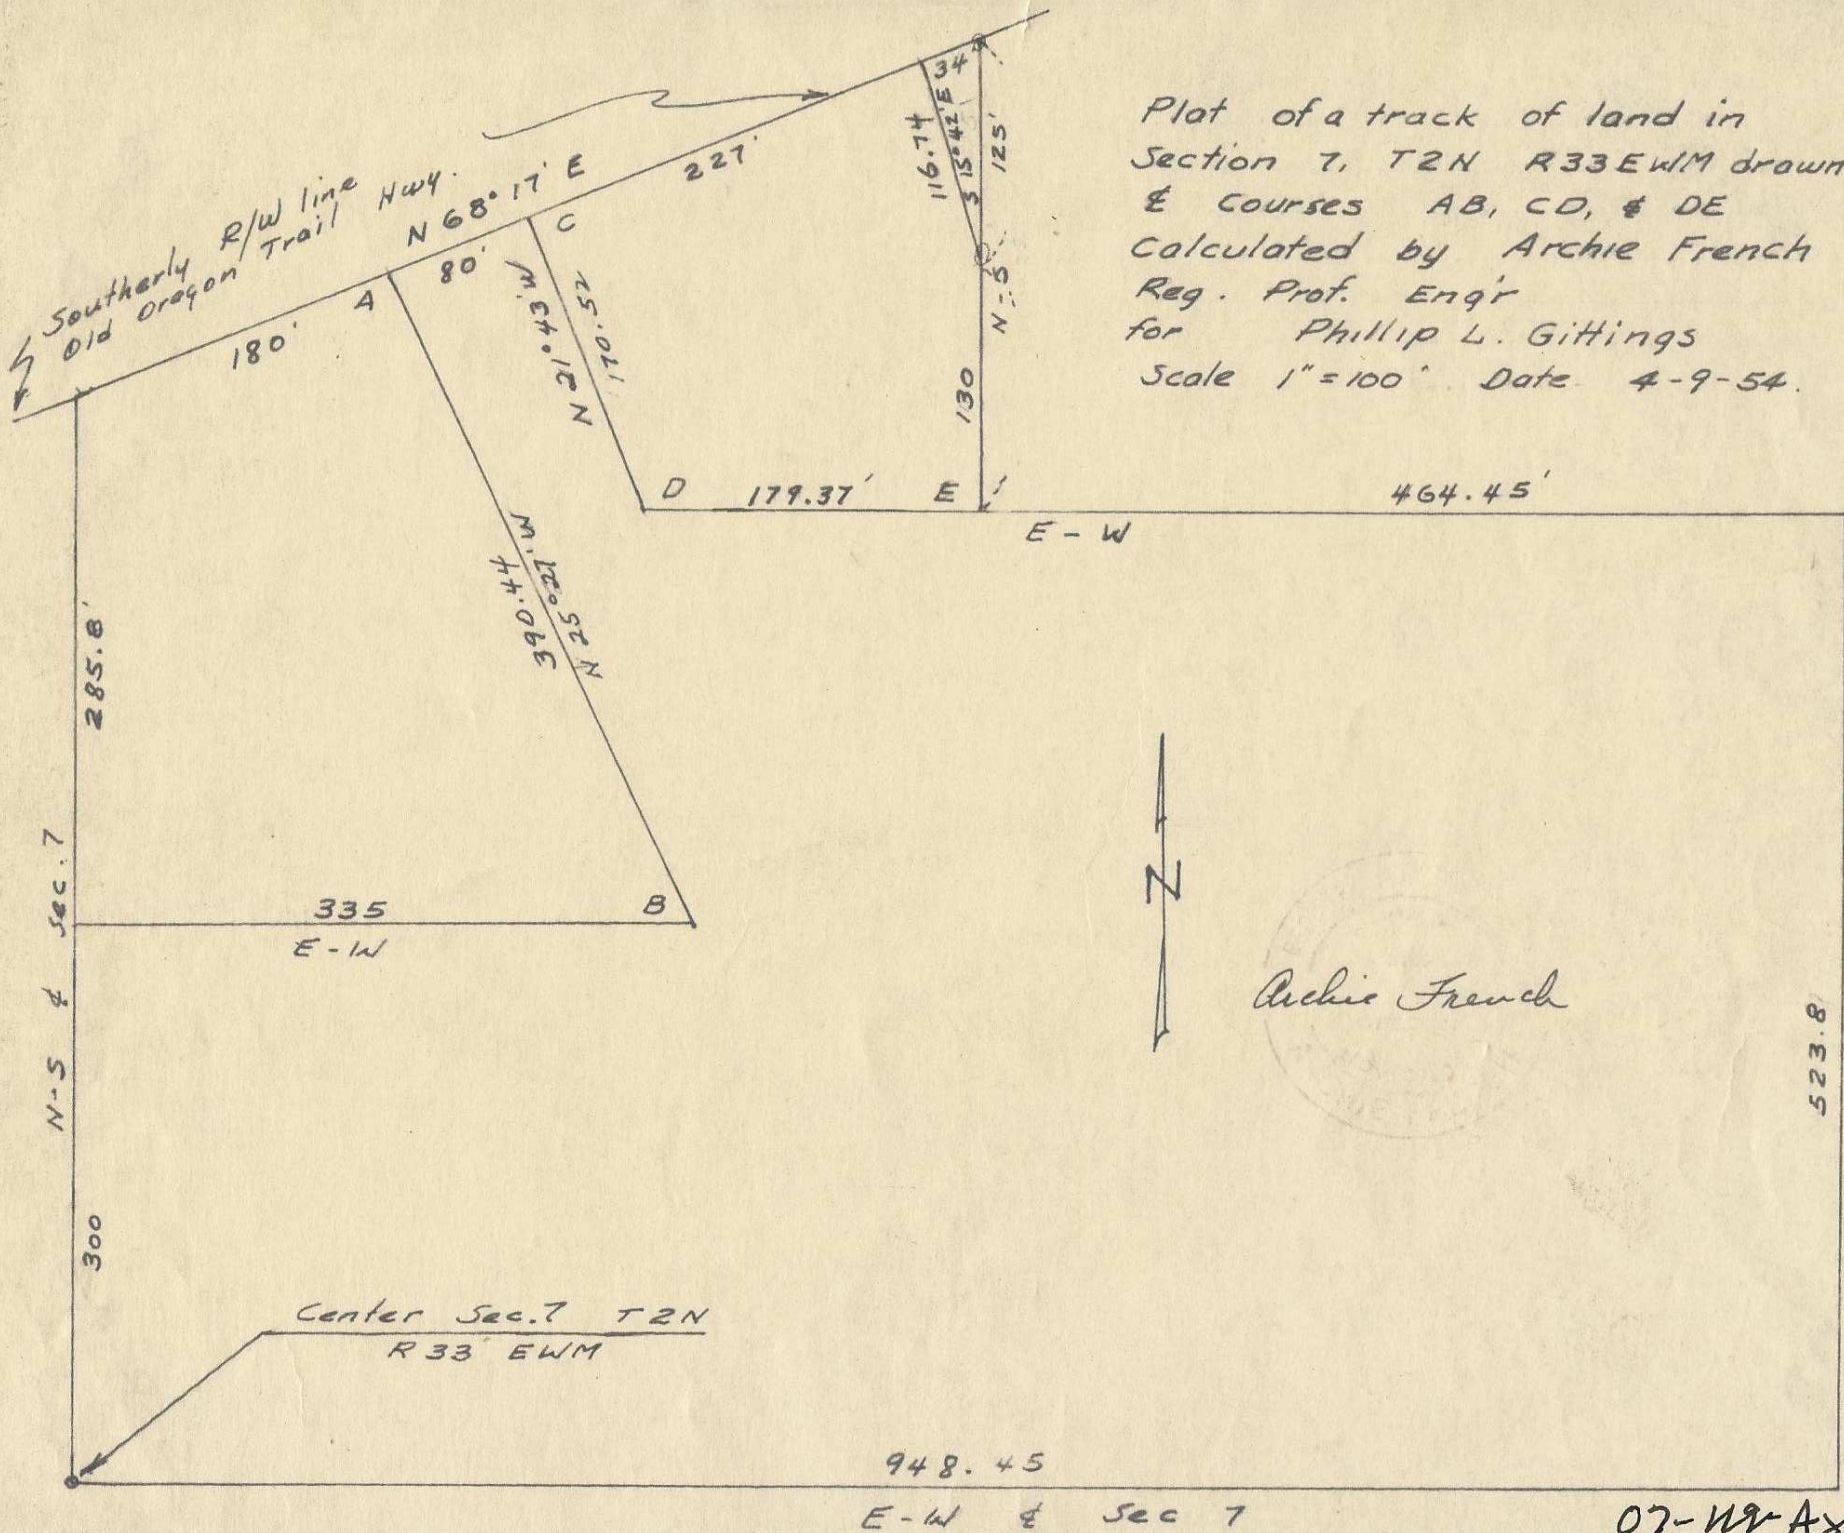 Plat of a track of land in
Section 7, T2N R33EWM drawn
& Courses AB, CD, & DE
Calculated by Archie French
Reg. Prof. Eng'r
for Phillip L. Gittings
Scale 1"=100' Date 4-9-54.
Southerly R/W line
Old Oregon Trail Hwy.
N 68° 17' E
180'
A
80'
C
227'
34
116.74
S 15° 42' E
125'
N-S
130
N 21° 43' W
170.52
D
179.37'
E
E-W
464.45'
N 25° 21' W
390.44
285.8'
335
B
E-W
N-S ¢ Sec. 7
300
N
Archie French
523.8
Center Sec. 7 T2N
R33 EWM
948.45
E-W ¢ Sec 7